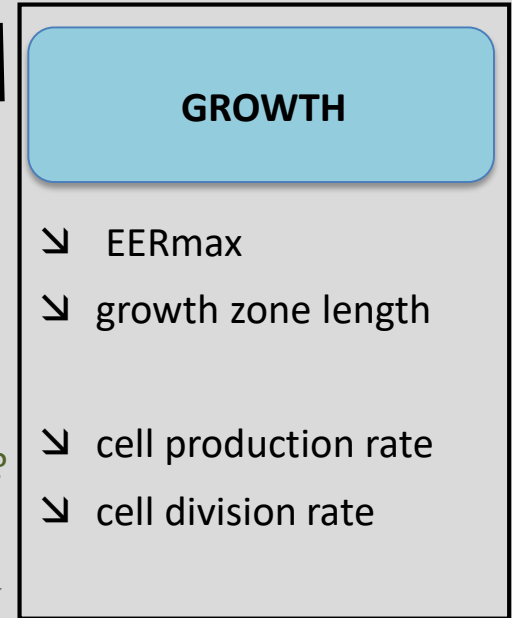 GROWTH
↘ EERmax
↘ growth zone length
↘ cell production rate
↘ cell division rate